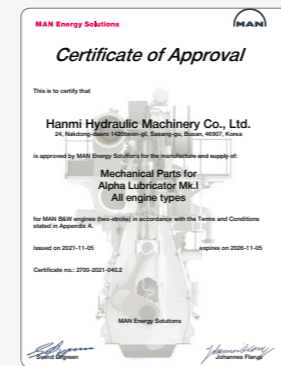 MAN Energy Solutions
MAN
Certificate of Approval
This is to certify that
Hanmi Hydraulic Machinery Co., Ltd.
24, Nakdong-daero 1420beon-gil, Sasang-gu, Busan, 46907, Korea
is approved by MAN Energy Solutions for the manufacture and supply of:
Mechanical Parts for
Alpha Lubricator Mk.I
All engine types
for MAN B&W engines (two-stroke) in accordance with the Terms and Conditions
stated in Appendix A.
issued on 2021-11-05 expires on 2026-11-05
Certificate no.: 2700-2021-040.2
MAN Energy Solutions
Svend Ørgreen Johannes Flarup